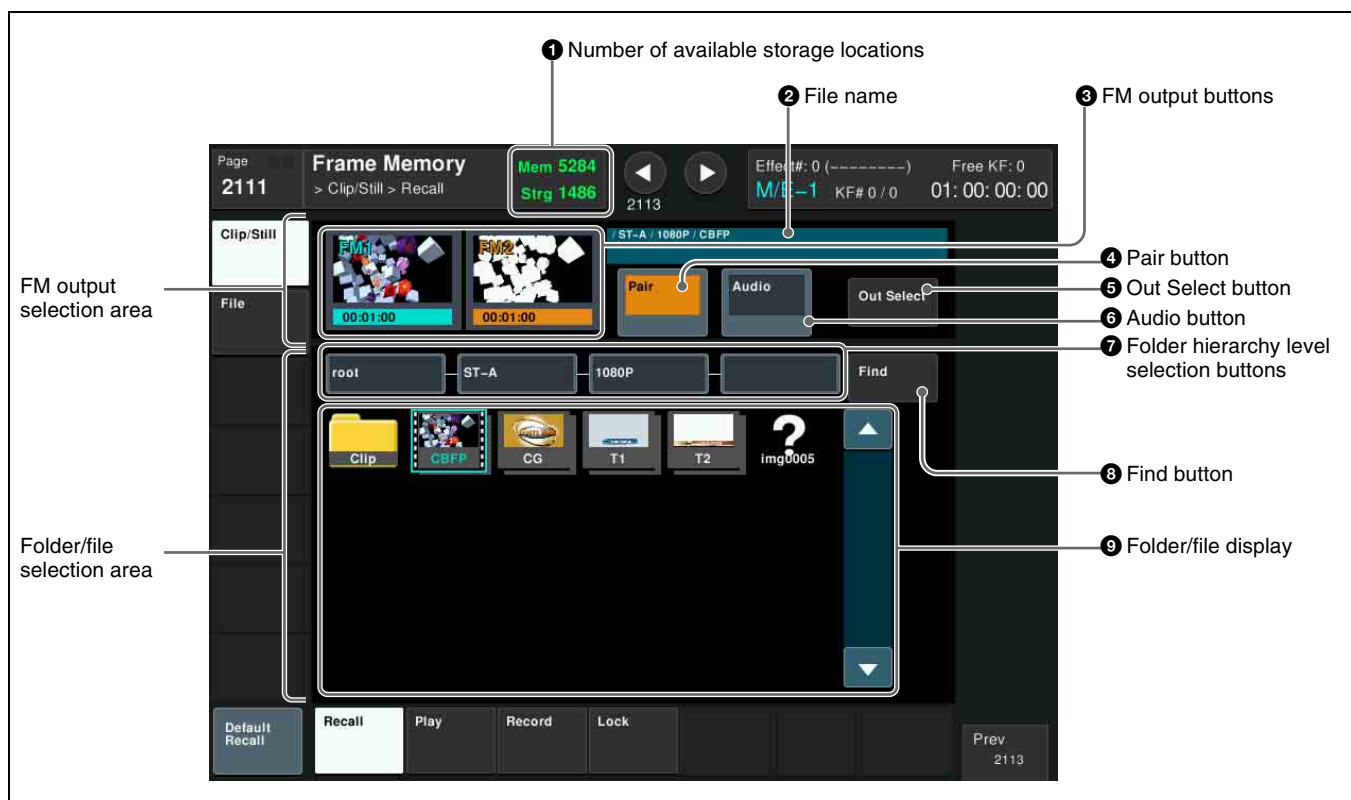 ❶ Number of available storage locations
❷ File name
❸ FM output buttons
Page
2111
Frame Memory
> Clip/Still > Recall
Mem 5284
Strg 1486
2113
Effect#: 0 (--------)
Free KF: 0
M/E-1
KF# 0 / 0
01: 00: 00: 00
Clip/Still
FM1
00:01:00
FM2
00:01:00
/ ST-A / 1080P / CBFP
Pair
Audio
Out Select
❹ Pair button
❺ Out Select button
❻ Audio button
❼ Folder hierarchy level
selection buttons
FM output
selection area
File
root
ST-A
1080P
Find
Clip
CBFP
CG
T1
T2
?
img0005
❽ Find button
Folder/file
selection area
❾ Folder/file display
Default
Recall
Recall
Play
Record
Lock
Prev
2113